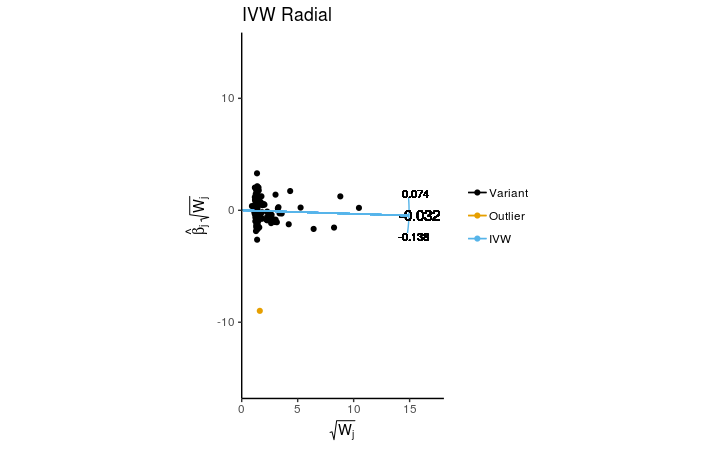 IVW Radial
10
0
-10
β̂j√Wj
0.074
-0.032
-0.138
0
5
10
15
√Wj
Variant
Outlier
IVW